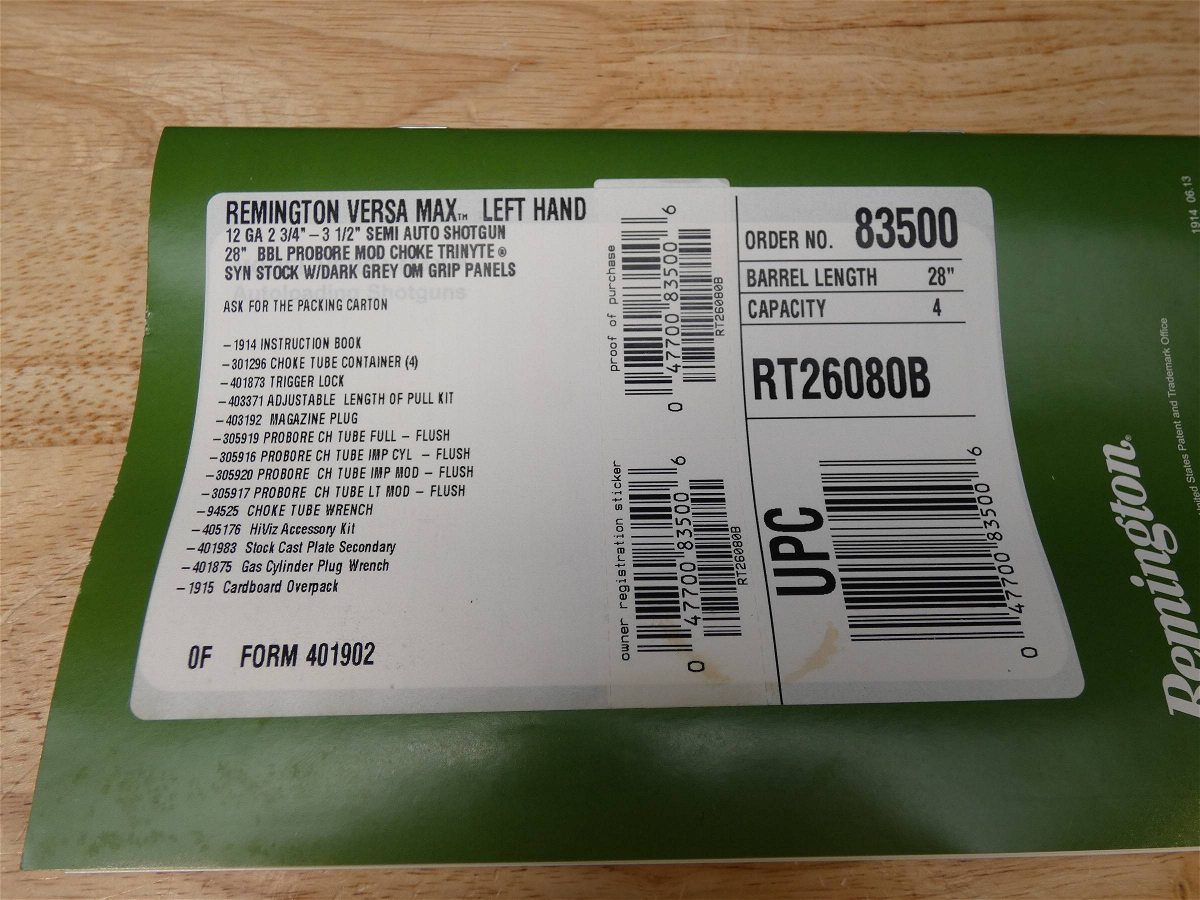 REMINGTON VERSA MAX™ LEFT HAND
12 GA 2 3/4" – 3 1/2" SEMI AUTO SHOTGUN
28" BBL PROBORE MOD CHOKE TRINYTE ®
SYN STOCK W/DARK GREY OM GRIP PANELS
Autoloading Shotguns
ASK FOR THE PACKING CARTON
–1914 INSTRUCTION BOOK
–301296 CHOKE TUBE CONTAINER (4)
–401873 TRIGGER LOCK
–403371 ADJUSTABLE LENGTH OF PULL KIT
–403192 MAGAZINE PLUG
–305919 PROBORE CH TUBE FULL – FLUSH
–305916 PROBORE CH TUBE IMP CYL – FLUSH
–305920 PROBORE CH TUBE IMP MOD – FLUSH
–305917 PROBORE CH TUBE LT MOD – FLUSH
–94525 CHOKE TUBE WRENCH
–405176 HiViz Accessory Kit
–401983 Stock Cast Plate Secondary
–401875 Gas Cylinder Plug Wrench
–1915 Cardboard Overpack
OF FORM 401902
proof of purchase
0 47700 83500 6
RT26080B
owner registration sticker
0 47700 83500 6
RT26080B
ORDER NO. 83500
BARREL LENGTH 28"
CAPACITY 4
RT26080B
UPC
0 47700 83500 6
Remington®
United States Patent and Trademark Office
1914 06.13